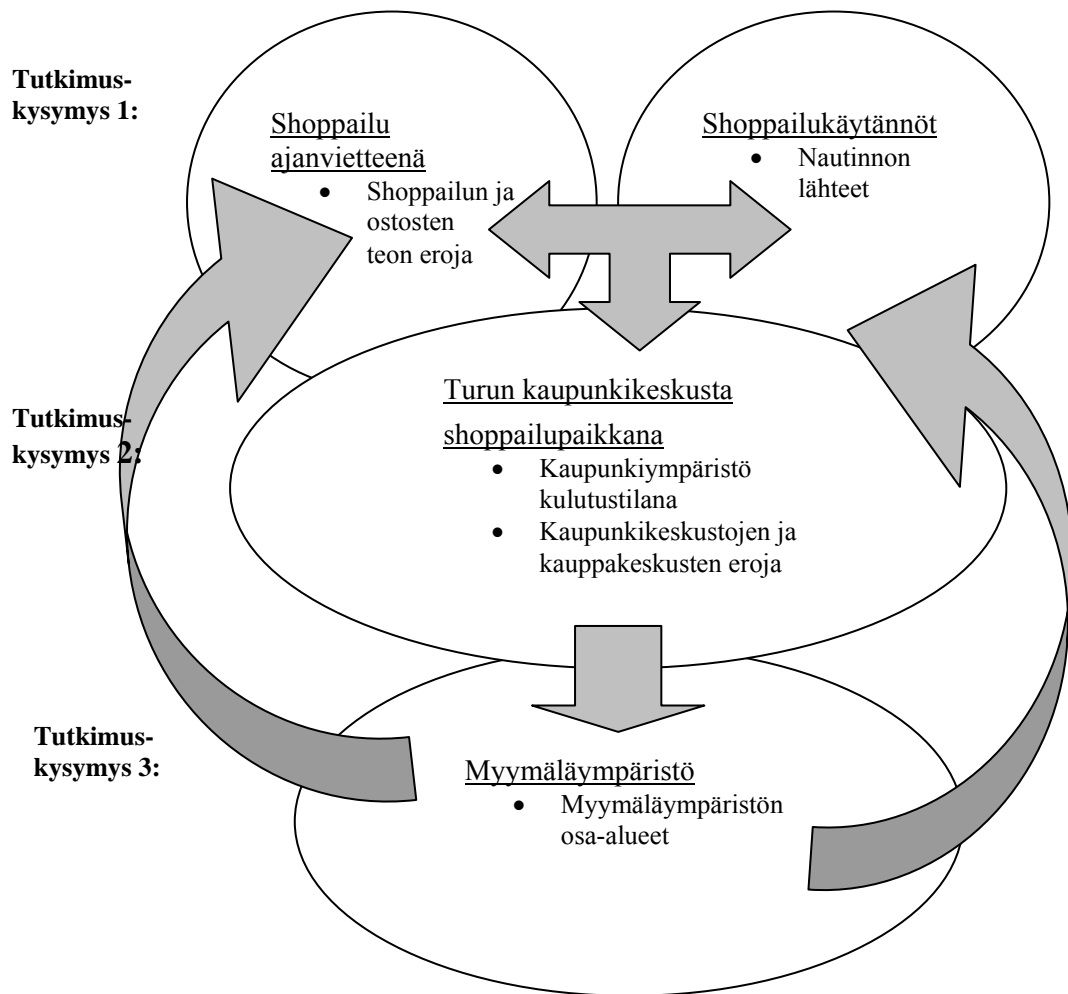 Tutkimus-
kysymys 1:
Shoppailu
ajanvietteenä
• Shoppailun ja
ostosten
teon eroja
Shoppailukäytännöt
• Nautinnon
lähteet
Tutkimus-
kysymys 2:
Turun kaupunkikeskusta
shoppailupaikkana
• Kaupunkiympäristö
kulutustilana
• Kaupunkikeskustojen ja
kauppakeskusten eroja
Tutkimus-
kysymys 3:
Myymäläympäristö
• Myymäläympäristön
osa-alueet